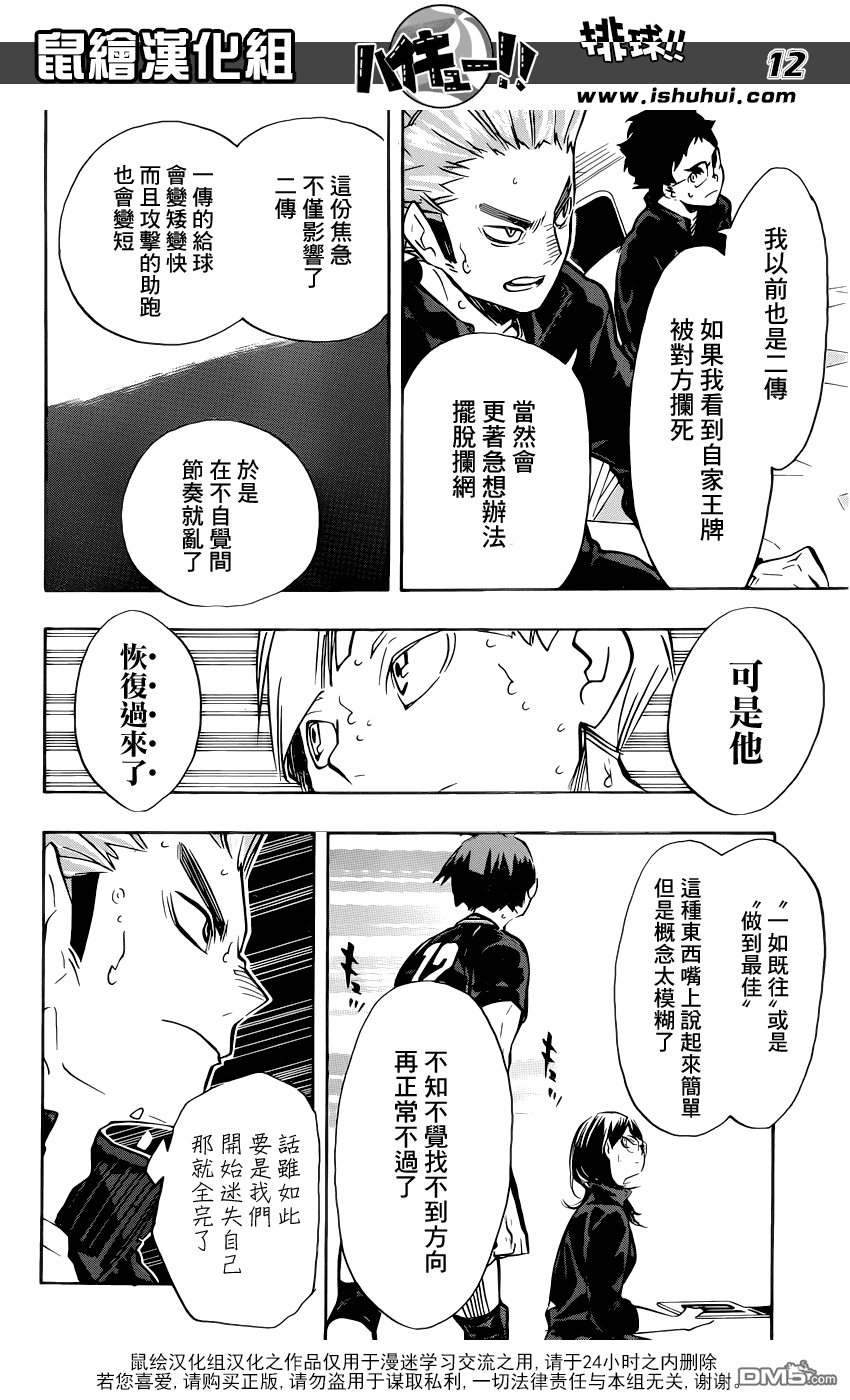 鼠繪漢化組
ハイキュー!!
排球!!
12
www.ishuhui.com
我以前也是二傳
如果我看到自家王牌
被對方攔死
當然會
更著急想辦法
擺脫攔網
這份焦急
不僅影響了
二傳
一傳的給球
會變矮變快
而且攻擊的助跑
也會變短
於是
在不自覺間
節奏就亂了
可是他
恢復過來了
〝一如既往〞或是
〝做到最佳〞
這種東西嘴上說起來簡單
但是概念太模糊了
12
不知不覺找不到方向
再正常不過了
話雖如此
要是我們
開始迷失自己
那就全完了
鼠绘汉化组汉化之作品仅用于漫迷学习交流之用, 请于24小时之内删除
若您喜爱, 请购买正版, 请勿盗用于谋取私利, 一切法律责任与本组无关, 谢谢。
DM5.com